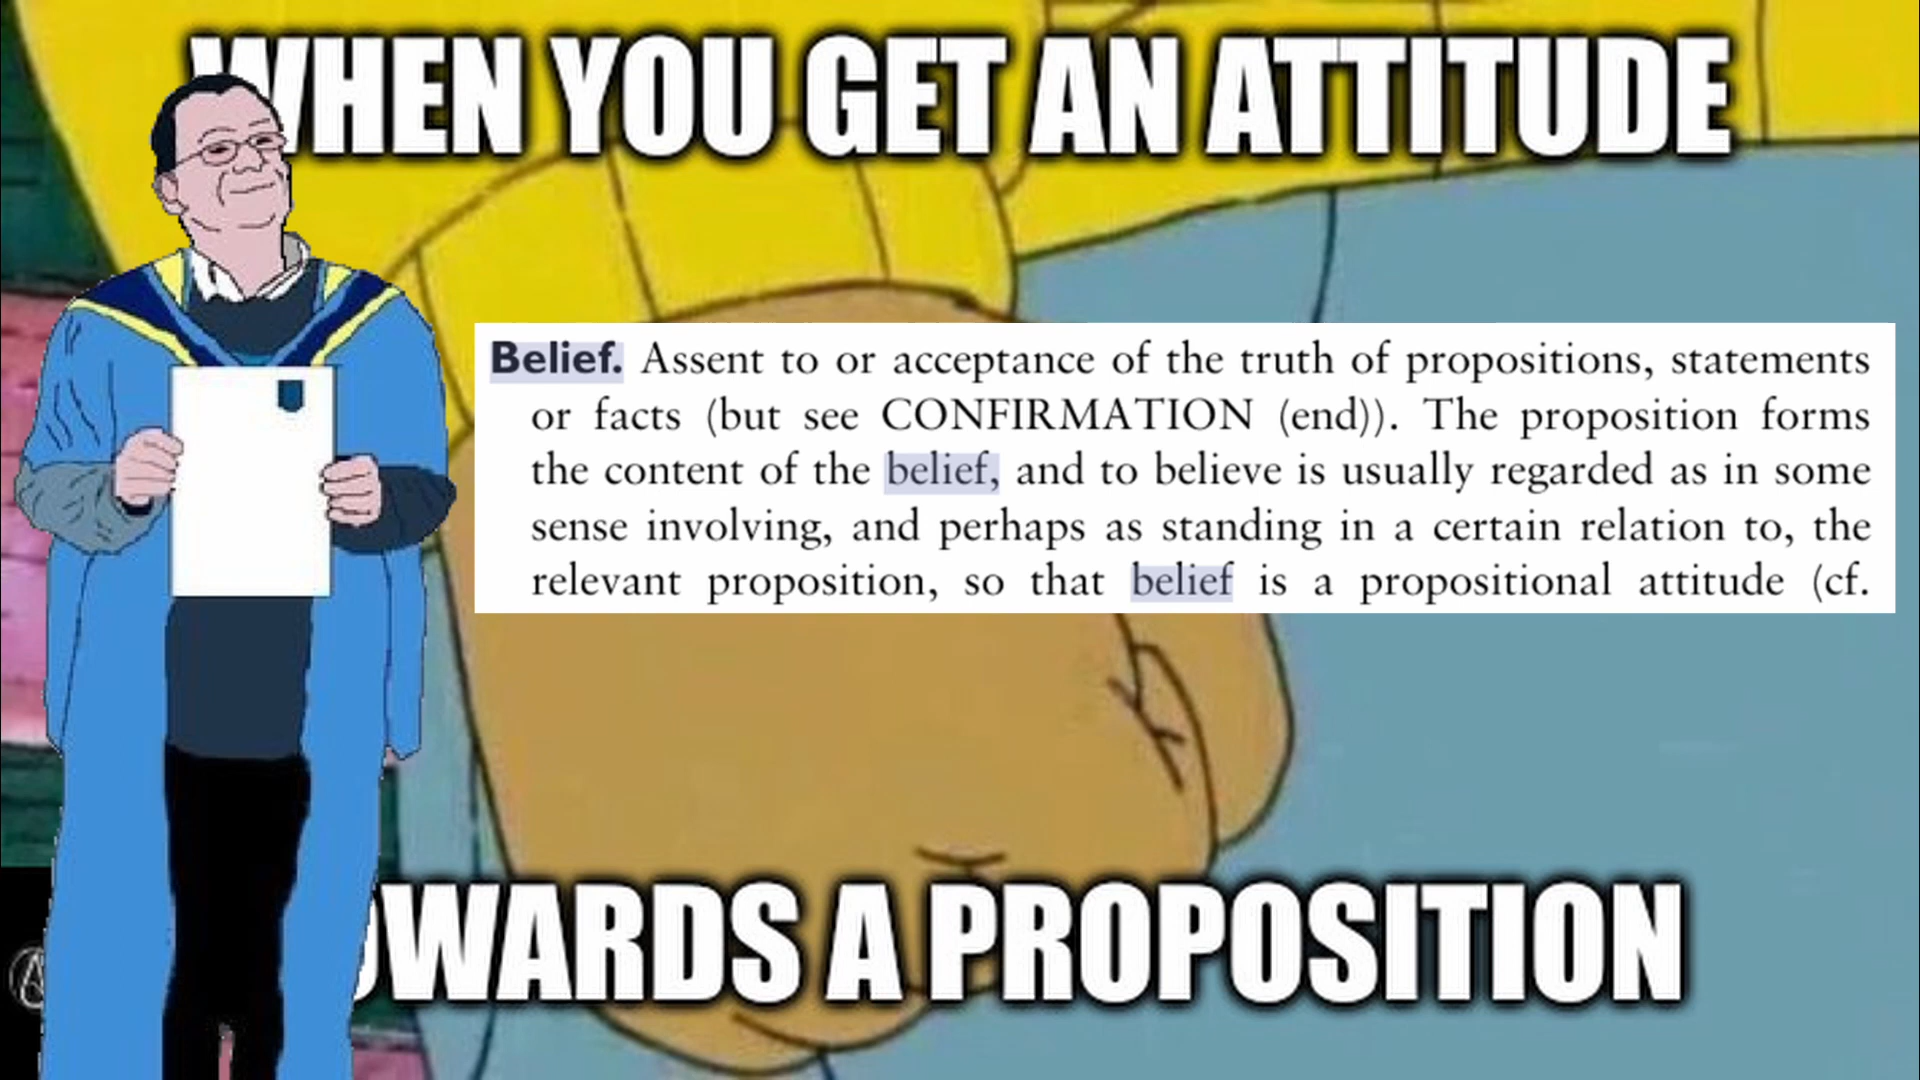 WHEN YOU GET AN ATTITUDE
Belief. Assent to or acceptance of the truth of propositions, statements
or facts (but see CONFIRMATION (end)). The proposition forms
the content of the belief, and to believe is usually regarded as in some
sense involving, and perhaps as standing in a certain relation to, the
relevant proposition, so that belief is a propositional attitude (cf.
OWARDS A PROPOSITION